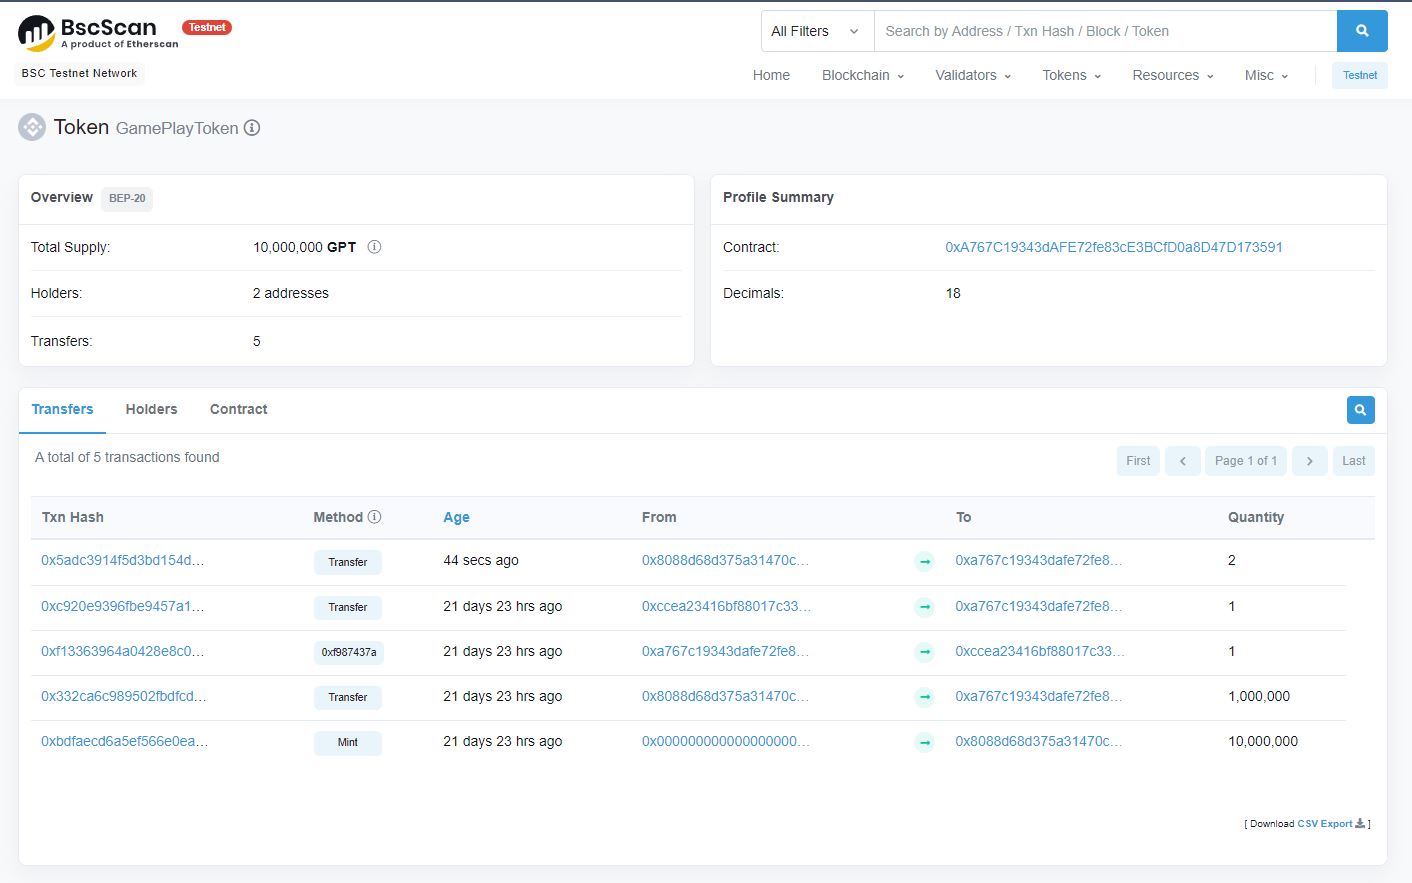 BscScan Testnet
A product of Etherscan
BSC Testnet Network
All Filters Search by Address / Txn Hash / Block / Token
Home Blockchain Validators Tokens Resources Misc Testnet
Token GamePlayToken
Overview BEP-20
Total Supply: 10,000,000 GPT
Holders: 2 addresses
Transfers: 5
Profile Summary
Contract: 0xA767C19343dAFE72fe83cE3BCfD0a8D47D173591
Decimals: 18
Transfers Holders Contract
A total of 5 transactions found
First Page 1 of 1 Last
Txn Hash Method Age From To Quantity
0x5adc3914f5d3bd154d... Transfer 44 secs ago 0x8088d68d375a31470c... 0xa767c19343dafe72fe8... 2
0xc920e9396fbe9457a1... Transfer 21 days 23 hrs ago 0xccea23416bf88017c33... 0xa767c19343dafe72fe8... 1
0xf13363964a0428e8c0... 0xf987437a 21 days 23 hrs ago 0xa767c19343dafe72fe8... 0xccea23416bf88017c33... 1
0x332ca6c989502fbdfcd... Transfer 21 days 23 hrs ago 0x8088d68d375a31470c... 0xa767c19343dafe72fe8... 1,000,000
0xbdfaecd6a5ef566e0ea... Mint 21 days 23 hrs ago 0x000000000000000000... 0x8088d68d375a31470c... 10,000,000
[ Download CSV Export ]